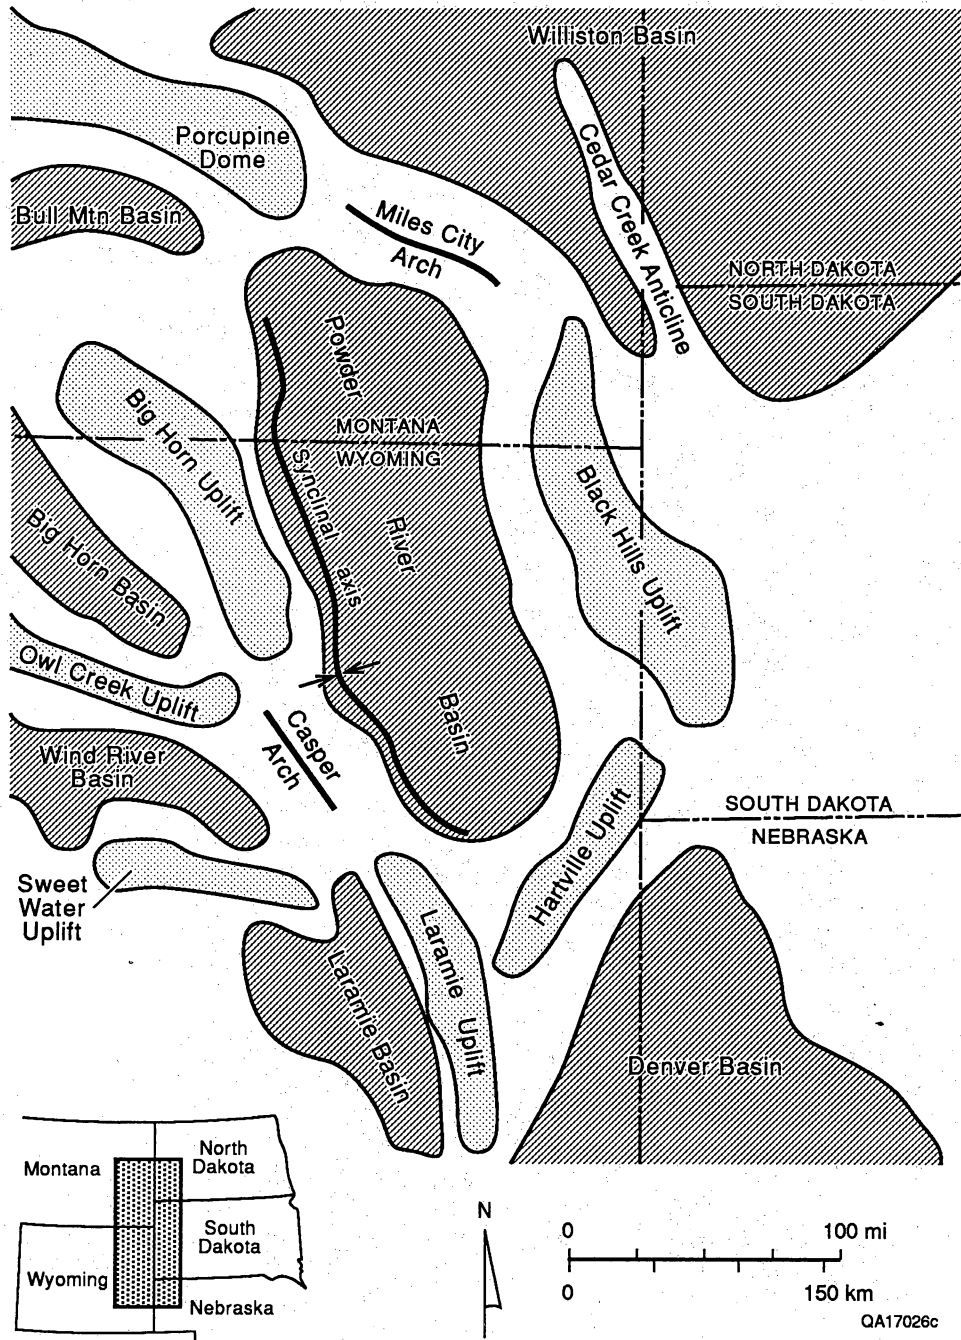 Williston Basin
Porcupine
Dome
Cedar Creek Anticline
Bull Mtn Basin
Miles City
Arch
NORTH DAKOTA
SOUTH DAKOTA
Powder
River
Basin
Big Horn Uplift
MONTANA
WYOMING
Synclinal axis
Black Hills Uplift
Big Horn Basin
Owl Creek Uplift
Casper
Arch
Wind River
Basin
SOUTH DAKOTA
NEBRASKA
Hartville Uplift
Sweet
Water
Uplift
Laramie Uplift
Laramie Basin
Denver Basin
Montana
North
Dakota
South
Dakota
Wyoming
Nebraska
N
0 100 mi
0 150 km
QA17026c